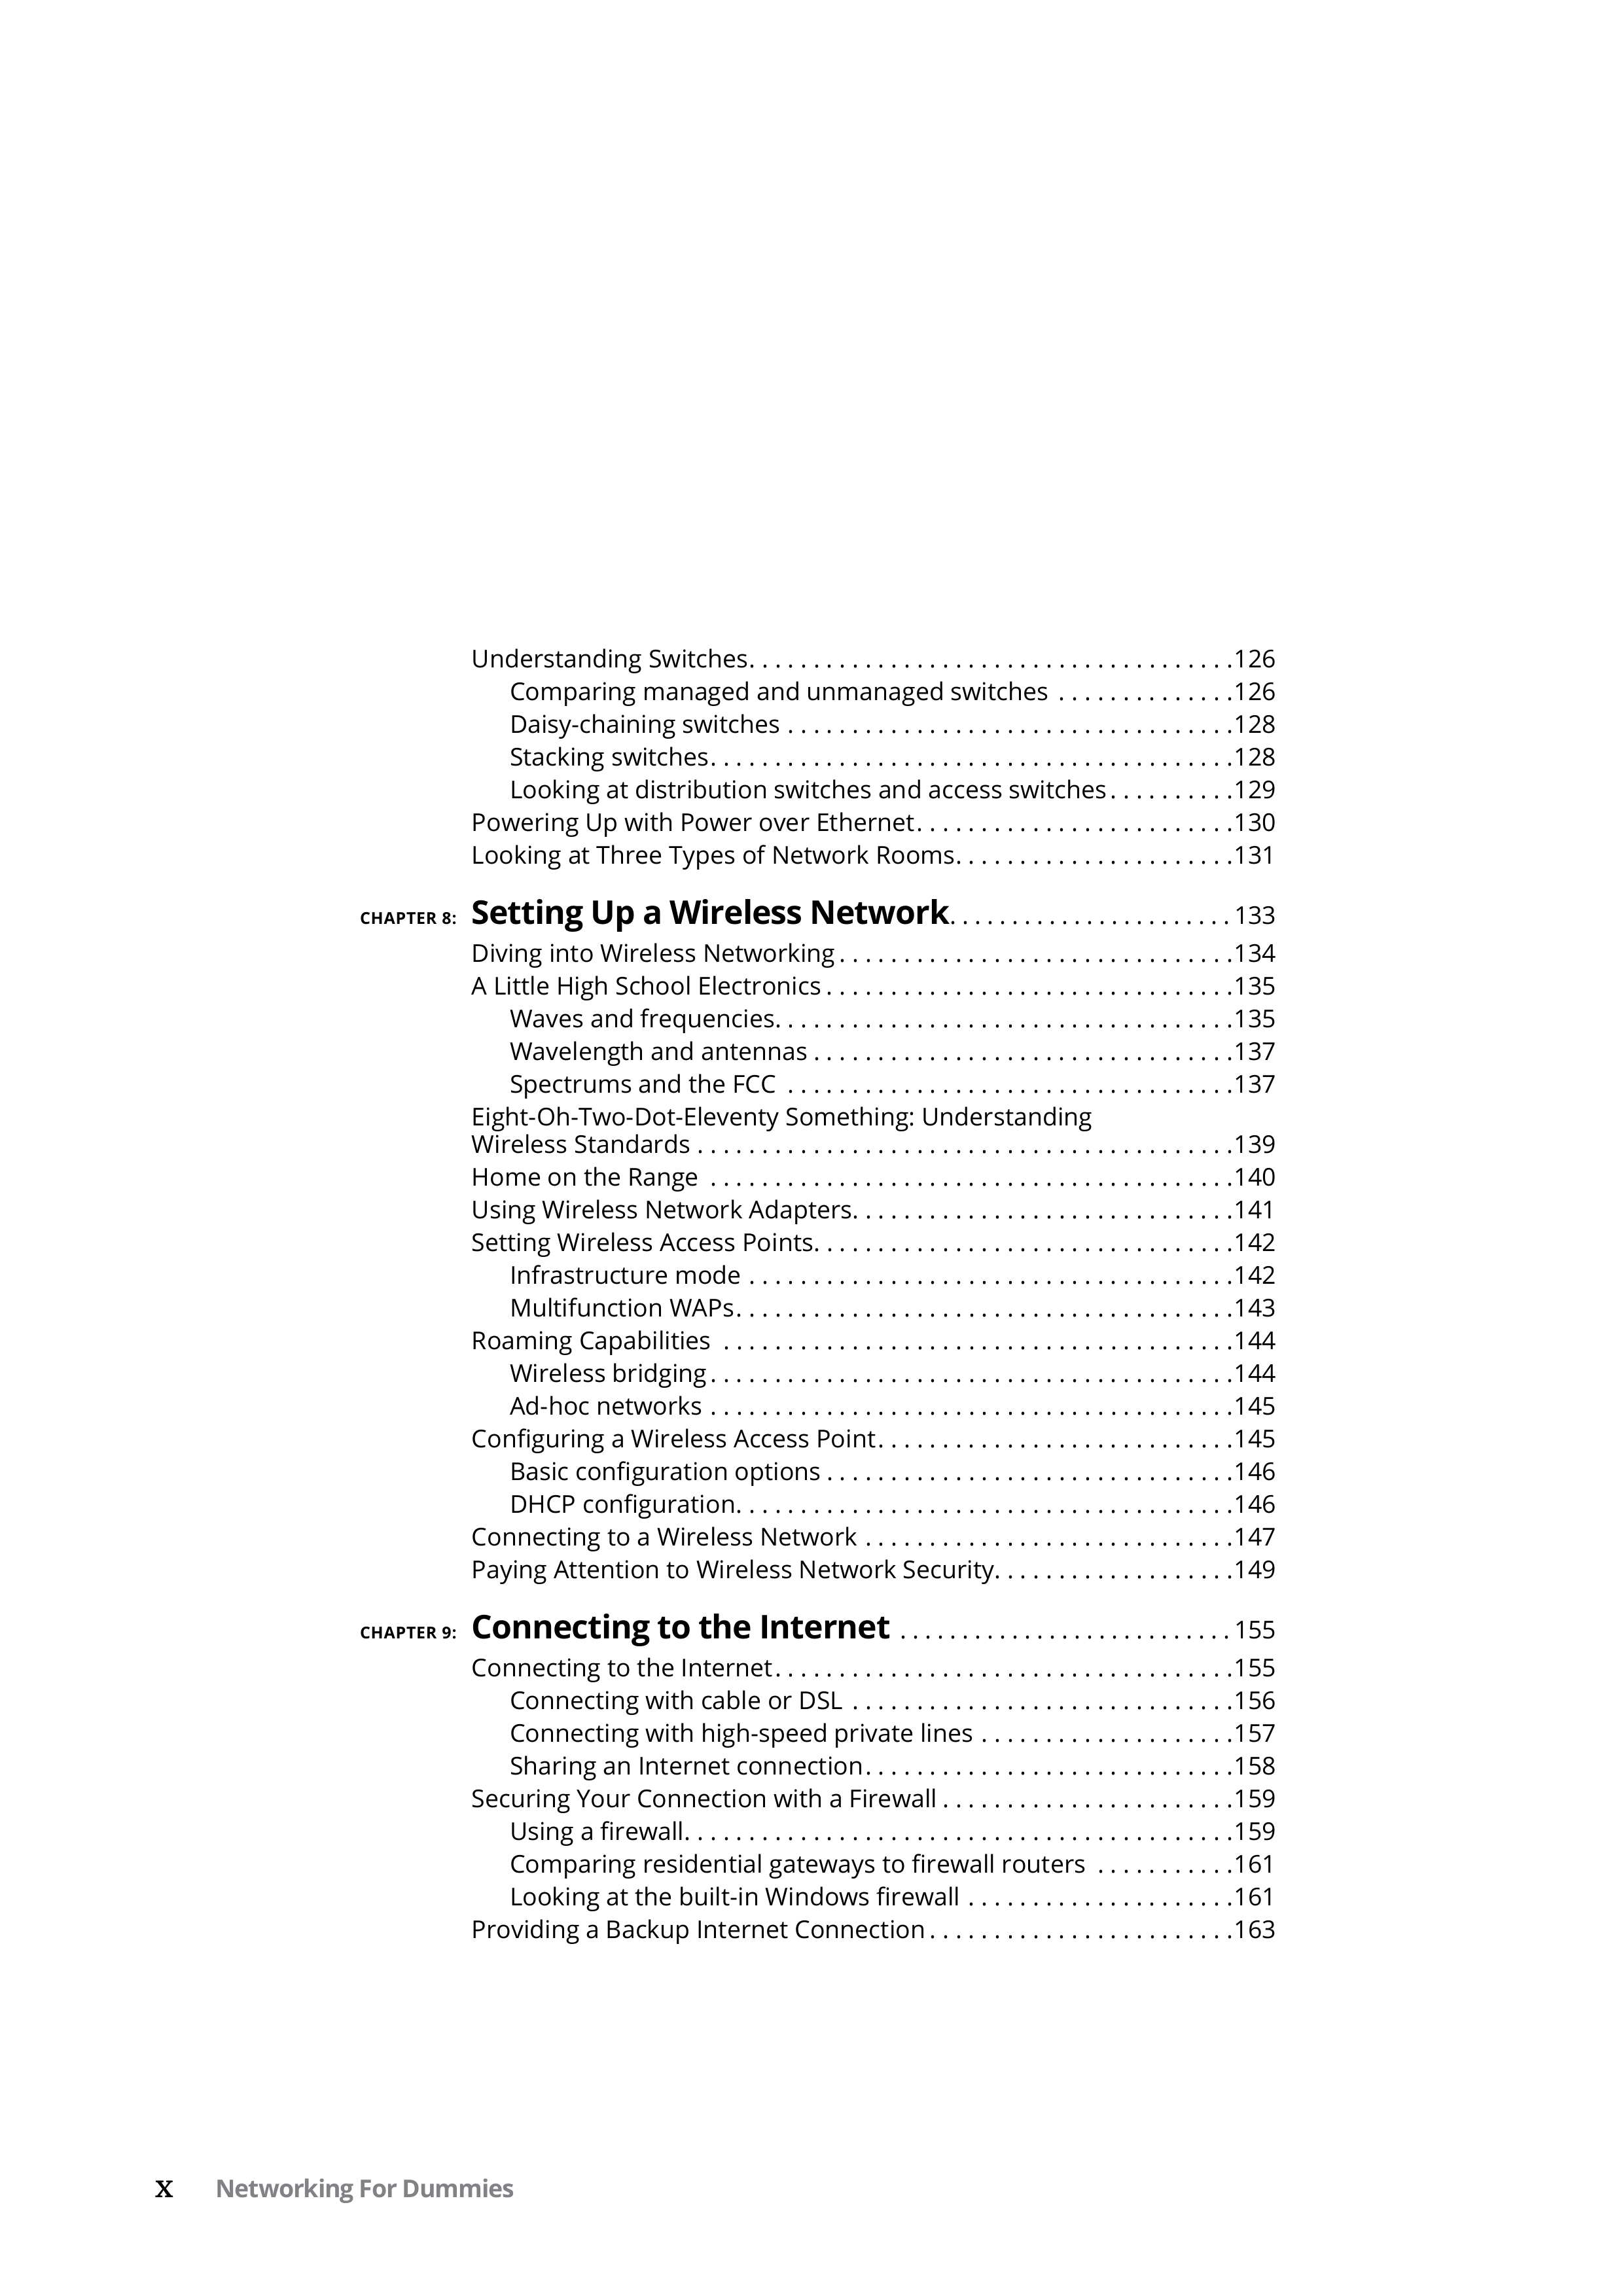 Understanding Switches. . . . . . . . . . . . . . . . . . . . . . . . . . . . . . . . . . . . . .126
Comparing managed and unmanaged switches . . . . . . . . . . . . . .126
Daisy-chaining switches . . . . . . . . . . . . . . . . . . . . . . . . . . . . . . . . . . .128
Stacking switches. . . . . . . . . . . . . . . . . . . . . . . . . . . . . . . . . . . . . . . . .128
Looking at distribution switches and access switches . . . . . . . . . .129
Powering Up with Power over Ethernet. . . . . . . . . . . . . . . . . . . . . . . . .130
Looking at Three Types of Network Rooms. . . . . . . . . . . . . . . . . . . . . .131
CHAPTER 8: Setting Up a Wireless Network. . . . . . . . . . . . . . . . . . . . . . . 133
Diving into Wireless Networking . . . . . . . . . . . . . . . . . . . . . . . . . . . . . . .134
A Little High School Electronics . . . . . . . . . . . . . . . . . . . . . . . . . . . . . . . .135
Waves and frequencies. . . . . . . . . . . . . . . . . . . . . . . . . . . . . . . . . . . .135
Wavelength and antennas . . . . . . . . . . . . . . . . . . . . . . . . . . . . . . . . .137
Spectrums and the FCC . . . . . . . . . . . . . . . . . . . . . . . . . . . . . . . . . . .137
Eight-Oh-Two-Dot-Eleventy Something: Understanding
Wireless Standards . . . . . . . . . . . . . . . . . . . . . . . . . . . . . . . . . . . . . . . . . .139
Home on the Range . . . . . . . . . . . . . . . . . . . . . . . . . . . . . . . . . . . . . . . . .140
Using Wireless Network Adapters. . . . . . . . . . . . . . . . . . . . . . . . . . . . . .141
Setting Wireless Access Points. . . . . . . . . . . . . . . . . . . . . . . . . . . . . . . . .142
Infrastructure mode . . . . . . . . . . . . . . . . . . . . . . . . . . . . . . . . . . . . . .142
Multifunction WAPs. . . . . . . . . . . . . . . . . . . . . . . . . . . . . . . . . . . . . . .143
Roaming Capabilities . . . . . . . . . . . . . . . . . . . . . . . . . . . . . . . . . . . . . . . .144
Wireless bridging . . . . . . . . . . . . . . . . . . . . . . . . . . . . . . . . . . . . . . . . .144
Ad-hoc networks . . . . . . . . . . . . . . . . . . . . . . . . . . . . . . . . . . . . . . . . .145
Configuring a Wireless Access Point. . . . . . . . . . . . . . . . . . . . . . . . . . . .145
Basic configuration options . . . . . . . . . . . . . . . . . . . . . . . . . . . . . . . .146
DHCP configuration. . . . . . . . . . . . . . . . . . . . . . . . . . . . . . . . . . . . . . .146
Connecting to a Wireless Network . . . . . . . . . . . . . . . . . . . . . . . . . . . . .147
Paying Attention to Wireless Network Security. . . . . . . . . . . . . . . . . . .149
CHAPTER 9: Connecting to the Internet . . . . . . . . . . . . . . . . . . . . . . . . . . . 155
Connecting to the Internet . . . . . . . . . . . . . . . . . . . . . . . . . . . . . . . . . . . .155
Connecting with cable or DSL . . . . . . . . . . . . . . . . . . . . . . . . . . . . . .156
Connecting with high-speed private lines . . . . . . . . . . . . . . . . . . . .157
Sharing an Internet connection. . . . . . . . . . . . . . . . . . . . . . . . . . . . .158
Securing Your Connection with a Firewall . . . . . . . . . . . . . . . . . . . . . . .159
Using a firewall. . . . . . . . . . . . . . . . . . . . . . . . . . . . . . . . . . . . . . . . . . .159
Comparing residential gateways to firewall routers . . . . . . . . . . .161
Looking at the built-in Windows firewall . . . . . . . . . . . . . . . . . . . . .161
Providing a Backup Internet Connection . . . . . . . . . . . . . . . . . . . . . . . .163
x Networking For Dummies